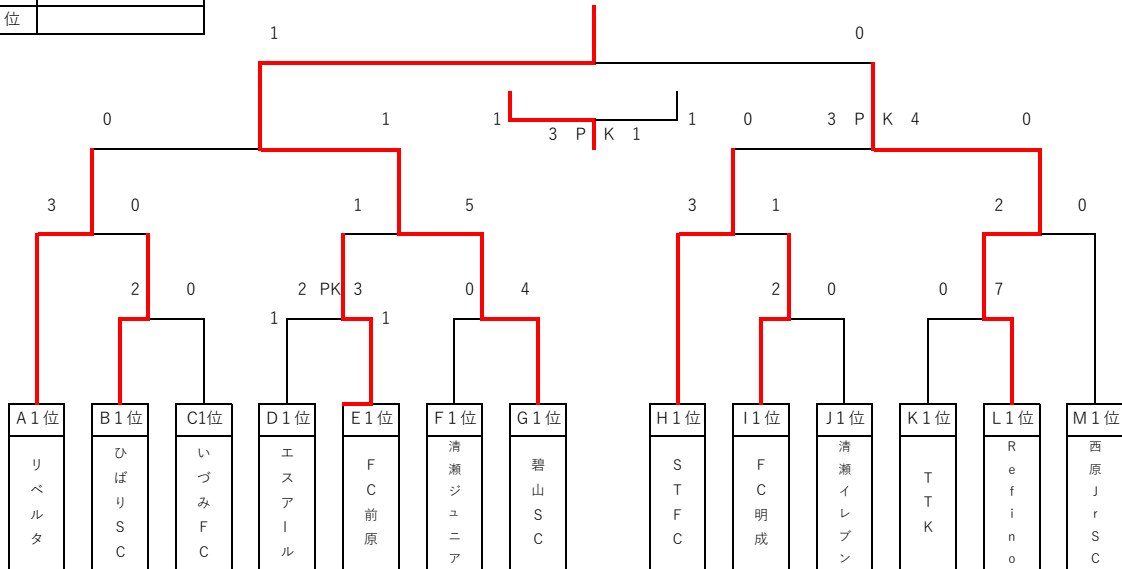 位
1 0
0 1 1 3 PK 1 1 0 3 PK 4 0
3 0 1 5 3 1 2 0
2 0 2 PK 3 0 4 2 0 0 7
1 1
A1位 B1位 C1位 D1位 E1位 F1位 G1位 H1位 I1位 J1位 K1位 L1位 M1位
リベルタ
ひばりSC
いづみFC
エスアール
FC前原
清瀬ジュニア
碧山SC
STFC
FC明成
清瀬イレブン
TTK
Refino
西原JrSC